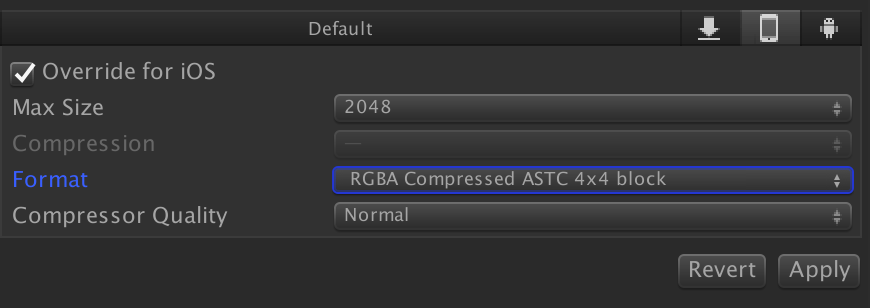 Default
Override for iOS
Max Size 2048
Compression —
Format RGBA Compressed ASTC 4x4 block
Compressor Quality Normal
Revert Apply